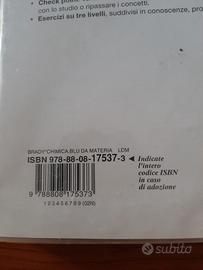 • Check point
con lo studio o ripassare i concetti.
• Esercizi su tre livelli, suddivisi in conoscenze,
BRADY*CHIMICA.BLU DA MATERIA LDM
ISBN 978-88-08-17537-3
Indicate
l'intero
codice ISBN
in caso
di adozione
9 788808 175373
1 2 3 4 5 6 7 8 9 (02N)
subito